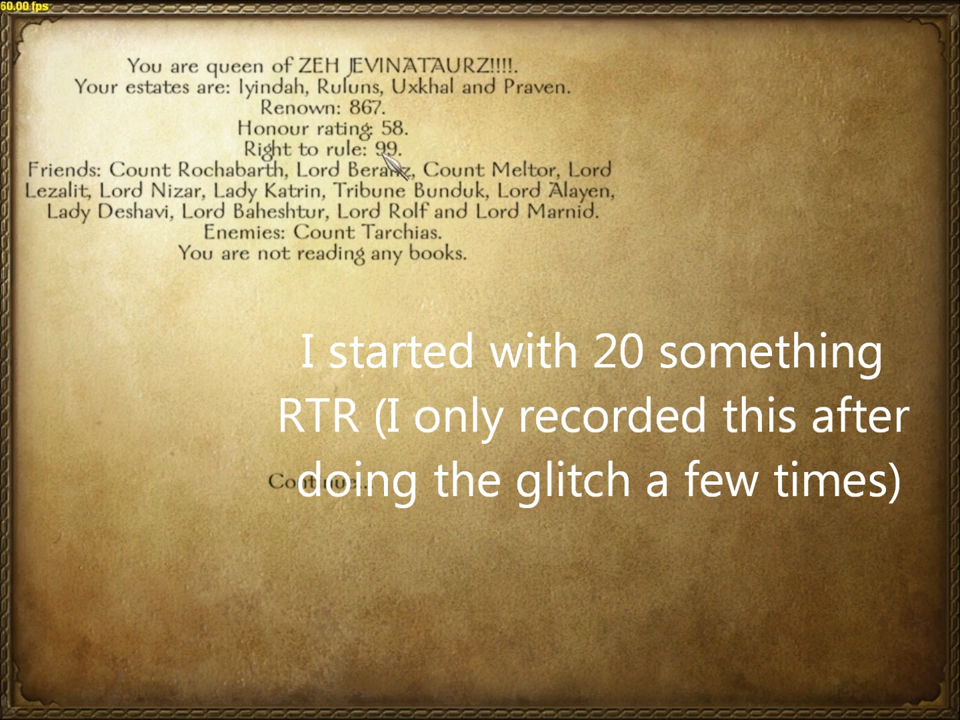 60.00 fps
You are queen of ZEH JEVINATAURZ!!!!.
Your estates are: Iyindah, Ruluns, Uxkhal and Praven.
Renown: 867.
Honour rating: 58.
Right to rule: 99.
Friends: Count Rochabarth, Lord Beranz, Count Meltor, Lord
Lezalit, Lord Nizar, Lady Katrin, Tribune Bunduk, Lord Alayen,
Lady Deshavi, Lord Baheshtur, Lord Rolf and Lord Marnid.
Enemies: Count Tarchias.
You are not reading any books.
I started with 20 something
RTR (I only recorded this after
doing the glitch a few times)
Continue...